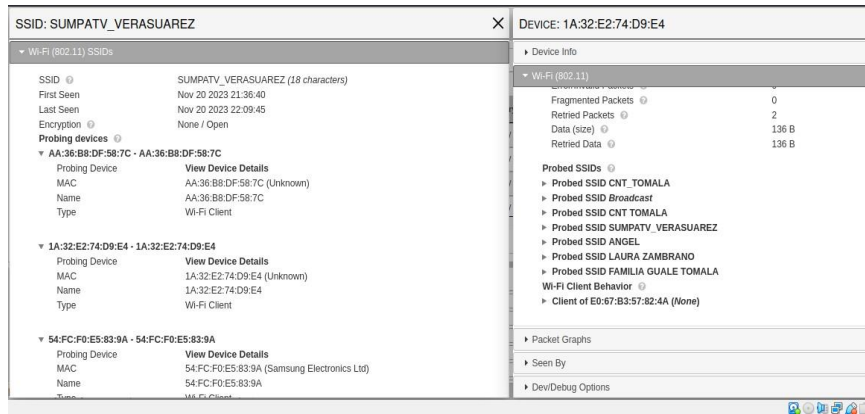 SSID: SUMPATV_VERASUAREZ
Wi-Fi (802.11) SSIDs
SSID SUMPATV_VERASUAREZ (18 characters)
First Seen Nov 20 2023 21:36:40
Last Seen Nov 20 2023 22:09:45
Encryption None / Open
Probing devices
AA:36:B8:DF:58:7C - AA:36:B8:DF:58:7C
Probing Device View Device Details
MAC AA:36:B8:DF:58:7C (Unknown)
Name AA:36:B8:DF:58:7C
Type Wi-Fi Client
1A:32:E2:74:D9:E4 - 1A:32:E2:74:D9:E4
Probing Device View Device Details
MAC 1A:32:E2:74:D9:E4 (Unknown)
Name 1A:32:E2:74:D9:E4
Type Wi-Fi Client
54:FC:F0:E5:83:9A - 54:FC:F0:E5:83:9A
Probing Device View Device Details
MAC 54:FC:F0:E5:83:9A (Samsung Electronics Ltd)
Name 54:FC:F0:E5:83:9A
DEVICE: 1A:32:E2:74:D9:E4
Device Info
Wi-Fi (802.11)
Fragmented Packets 0
Retried Packets 2
Data (size) 136 B
Retried Data 136 B
Probed SSIDs
Probed SSID CNT_TOMALA
Probed SSID Broadcast
Probed SSID CNT TOMALA
Probed SSID SUMPATV_VERASUAREZ
Probed SSID ANGEL
Probed SSID LAURA ZAMBRANO
Probed SSID FAMILIA GUALE TOMALA
Wi-Fi Client Behavior
Client of E0:67:B3:57:82:4A (None)
Packet Graphs
Seen By
Dev/Debug Options